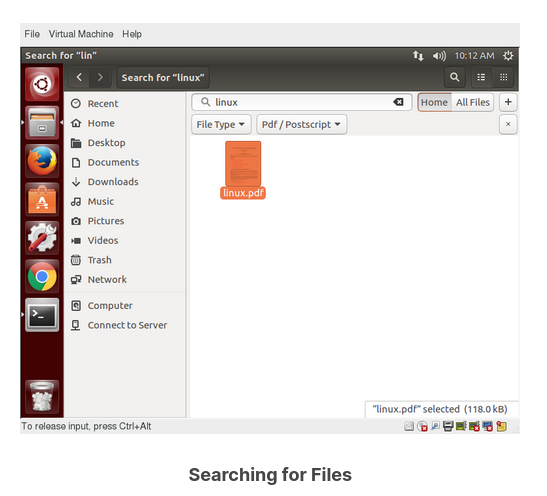 File Virtual Machine Help
Search for “lin” 10:12 AM
Search for “linux”
linux Home All Files +
File Type Pdf / Postscript ×
Recent
Home
Desktop
Documents
Downloads
Music
Pictures
Videos
Trash
Network
Computer
Connect to Server
linux.pdf
“linux.pdf” selected (118.0 kB)
To release input, press Ctrl+Alt
Searching for Files